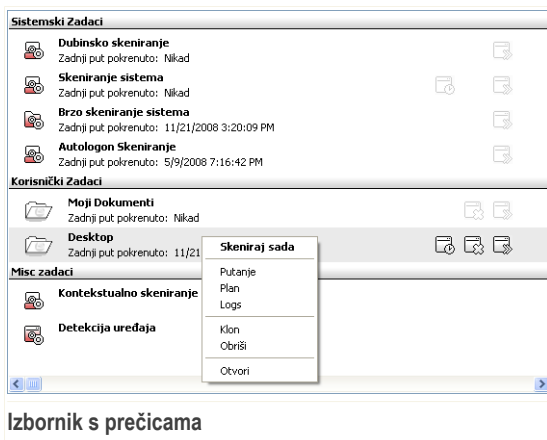 Sistemski Zadaci
Dubinsko skeniranje
Zadnji put pokrenuto: Nikad
Skeniranje sistema
Zadnji put pokrenuto: Nikad
Brzo skeniranje sistema
Zadnji put pokrenuto: 11/21/2008 3:20:09 PM
Autologon Skeniranje
Zadnji put pokrenuto: 5/9/2008 7:16:42 PM
Korisnički Zadaci
Moji Dokumenti
Zadnji put pokrenuto: Nikad
Desktop
Zadnji put pokrenuto: 11/21
Skeniraj sada
Putanje
Plan
Logs
Klon
Obriši
Otvori
Misc zadaci
Kontekstualno skeniranje
Detekcija uređaja
Izbornik s prečicama